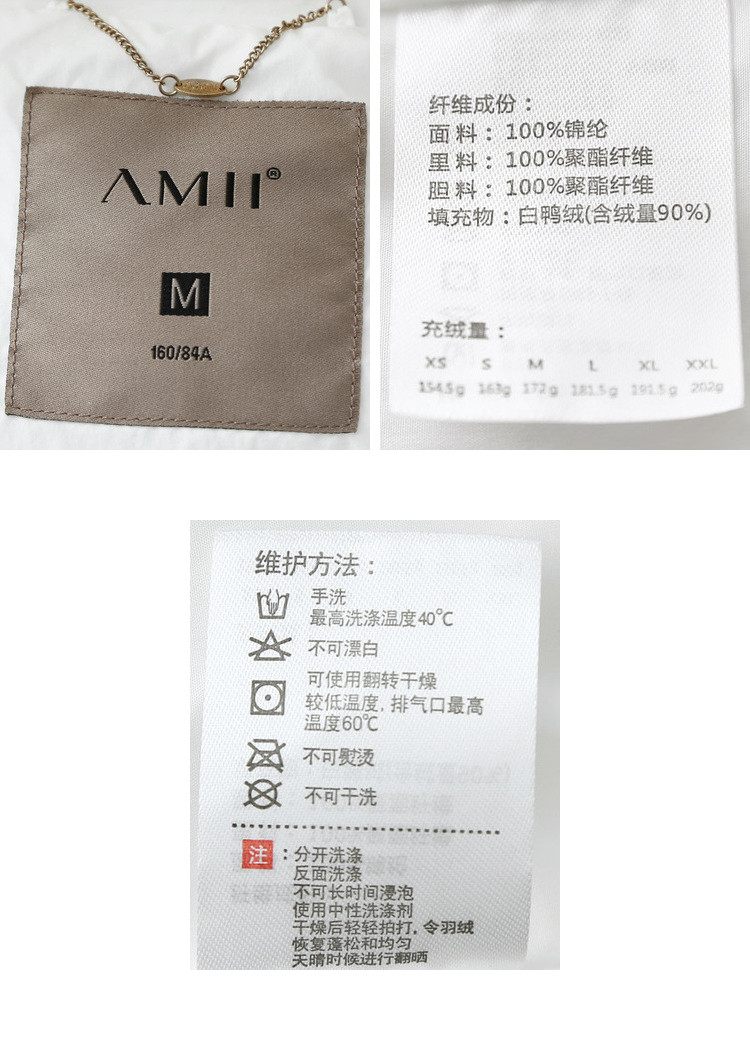 AMII®
M
160/84A
纤维成份：
面料：100%锦纶
里料：100%聚酯纤维
胆料：100%聚酯纤维
填充物：白鸭绒(含绒量90%)
充绒量：
XS S M L XL XXL
154.5g 163g 172g 181.5g 191.5g 202g
维护方法：
手洗
最高洗涤温度40℃
不可漂白
可使用翻转干燥
较低温度, 排气口最高
温度60℃
不可熨烫
不可干洗
注：分开洗涤
反面洗涤
不可长时间浸泡
使用中性洗涤剂
干燥后轻轻拍打, 令羽绒
恢复蓬松和均匀
天晴时候进行翻晒